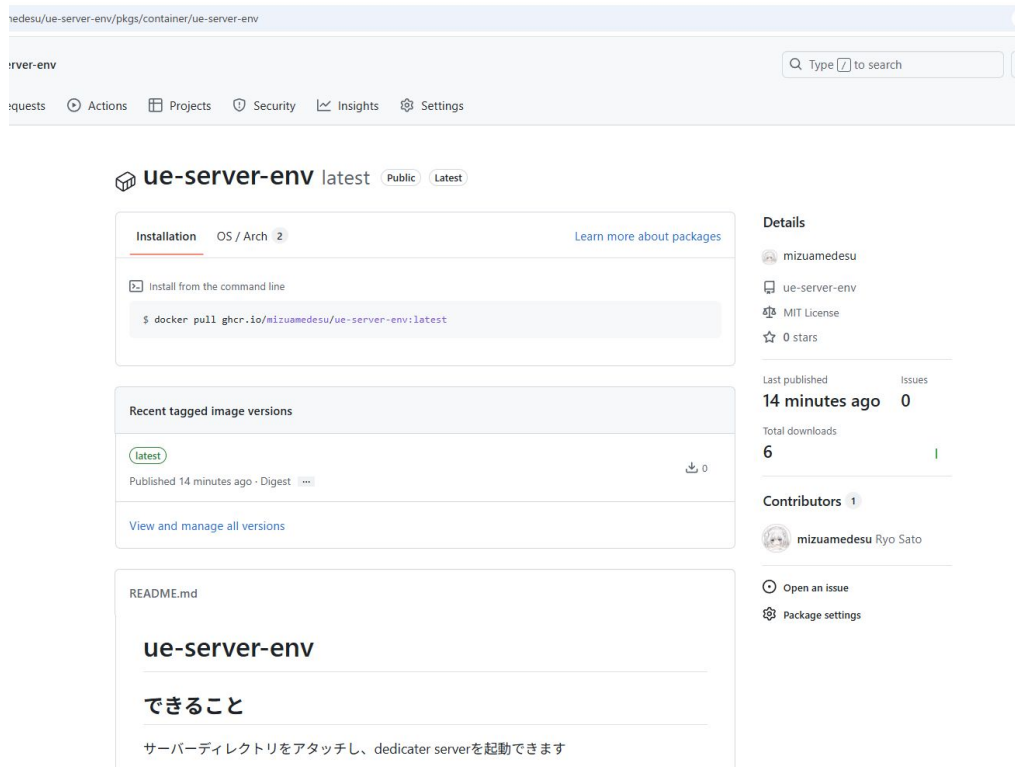 nedesu/ue-server-env/pkgs/container/ue-server-env
erver-env
Type / to search
equests Actions Projects Security Insights Settings
ue-server-env latest Public Latest
Installation OS / Arch 2 Learn more about packages
Install from the command line
$ docker pull ghcr.io/mizuamedesu/ue-server-env:latest
Recent tagged image versions
latest
Published 14 minutes ago · Digest ···
0
View and manage all versions
README.md
ue-server-env
できること
サーバーディレクトリをアタッチし、dedicater serverを起動できます
Details
mizuamedesu
ue-server-env
MIT License
0 stars
Last published Issues
14 minutes ago 0
Total downloads
6
Contributors 1
mizuamedesu Ryo Sato
Open an issue
Package settings